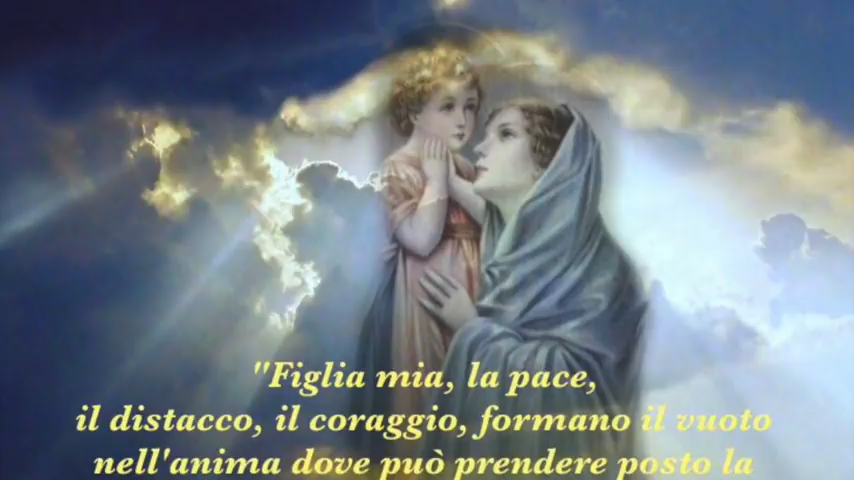 "Figlia mia, la pace,
il distacco, il coraggio, formano il vuoto
nell'anima dove può prendere posto la